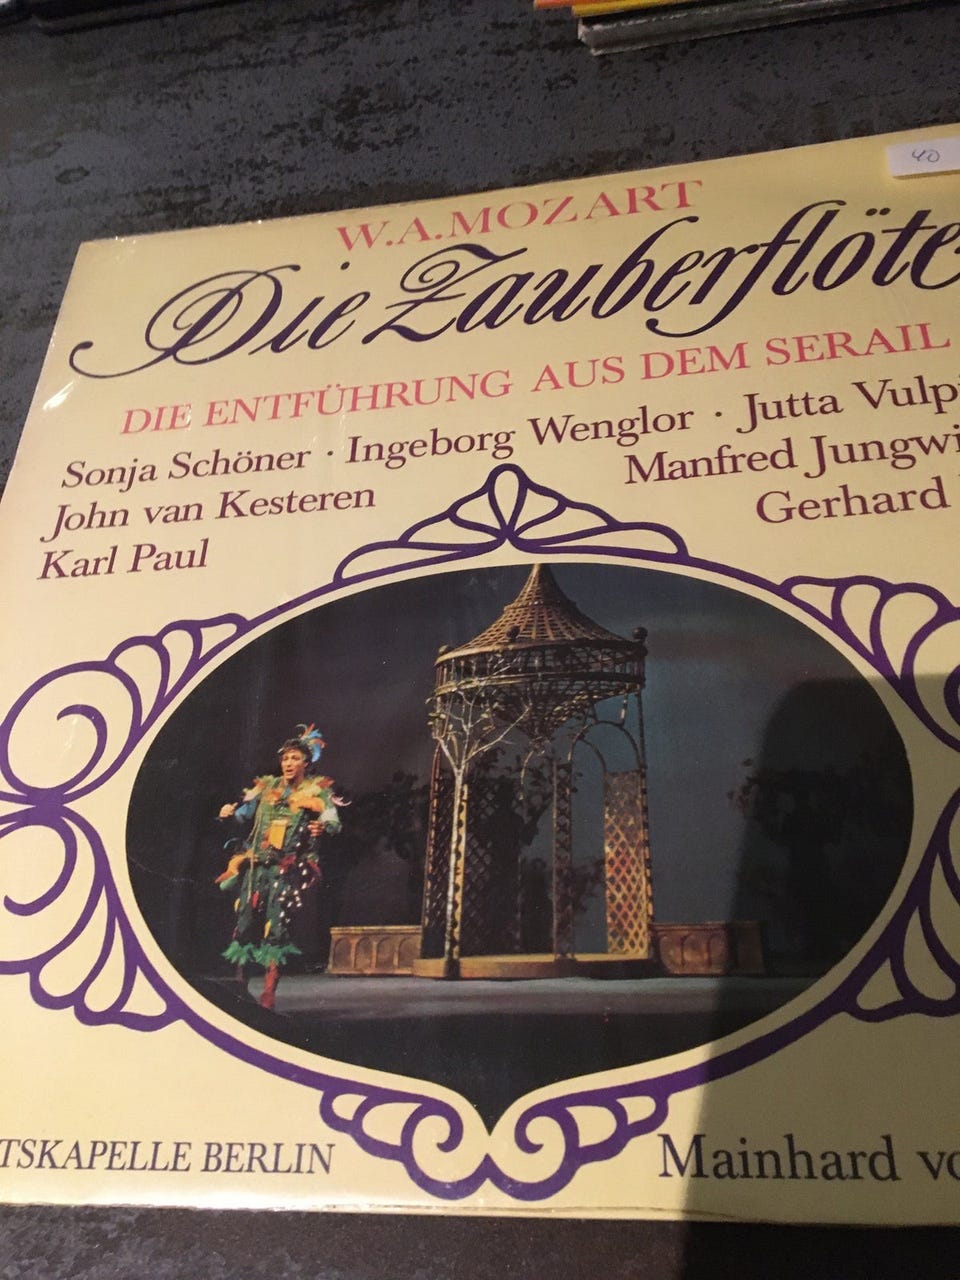 40
W.A.MOZART
Die Zauberflöte
DIE ENTFÜHRUNG AUS DEM SERAIL
Sonja Schöner · Ingeborg Wenglor · Jutta Vulpi
John van Kesteren Manfred Jungwi
Karl Paul Gerhard
TSKAPELLE BERLIN Mainhard vo